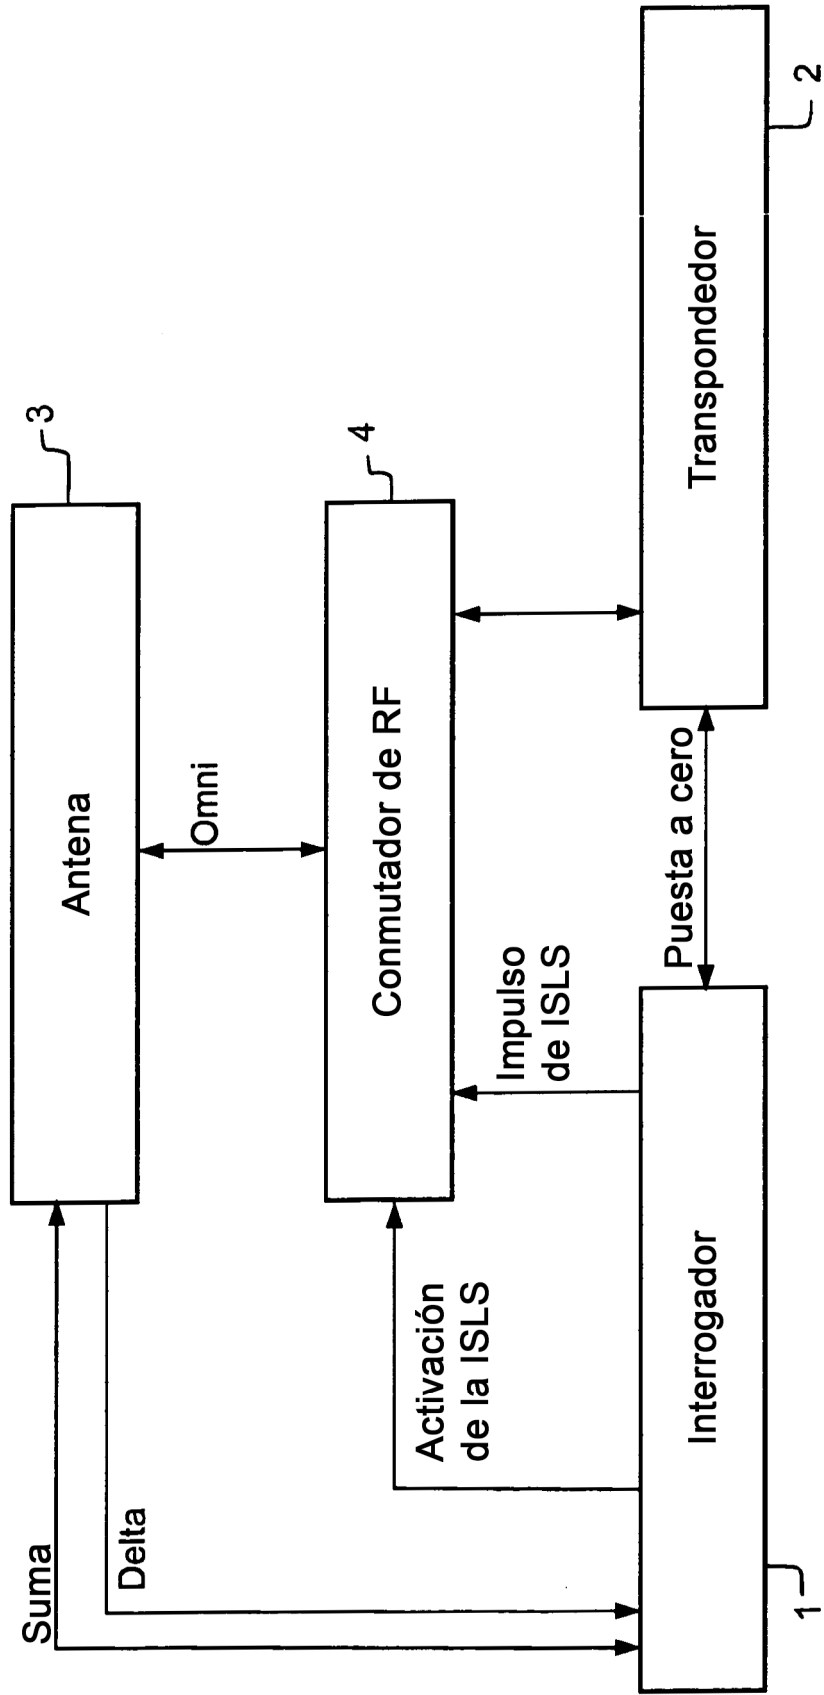 Suma
Delta
Antena
3
Omni
Activación
de la ISLS
Conmutador de RF
4
Impulso
de ISLS
Interrogador
1
Puesta a cero
Transpondedor
2